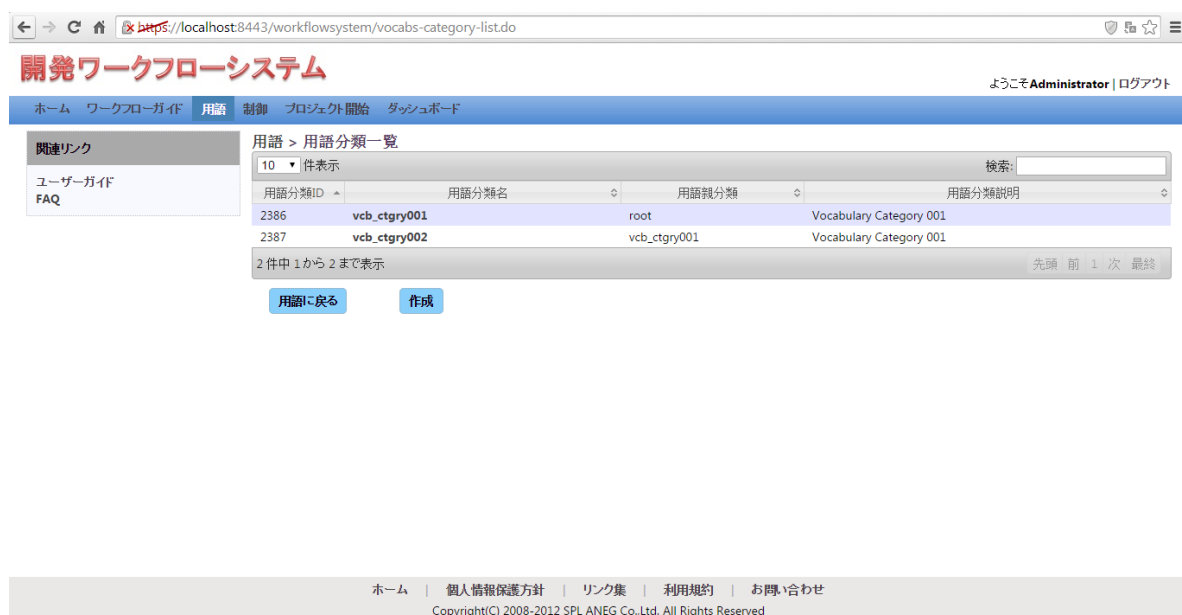 https://localhost:8443/workflowsystem/vocabs-category-list.do
開発ワークフローシステム
ようこそAdministrator | ログアウト
ホーム ワークフローガイド 用語 制御 プロジェクト開始 ダッシュボード
関連リンク
ユーザーガイド
FAQ
用語 > 用語分類一覧
10 件表示 検索:
用語分類ID 用語分類名 用語親分類 用語分類説明
2386 vcb_ctgry001 root Vocabulary Category 001
2387 vcb_ctgry002 vcb_ctgry001 Vocabulary Category 001
2 件中 1 から 2 まで表示 先頭 前 1 次 最終
用語に戻る 作成
ホーム | 個人情報保護方針 | リンク集 | 利用規約 | お問い合わせ
Copyright(C) 2008-2012 SPL ANEG Co.,Ltd. All Rights Reserved